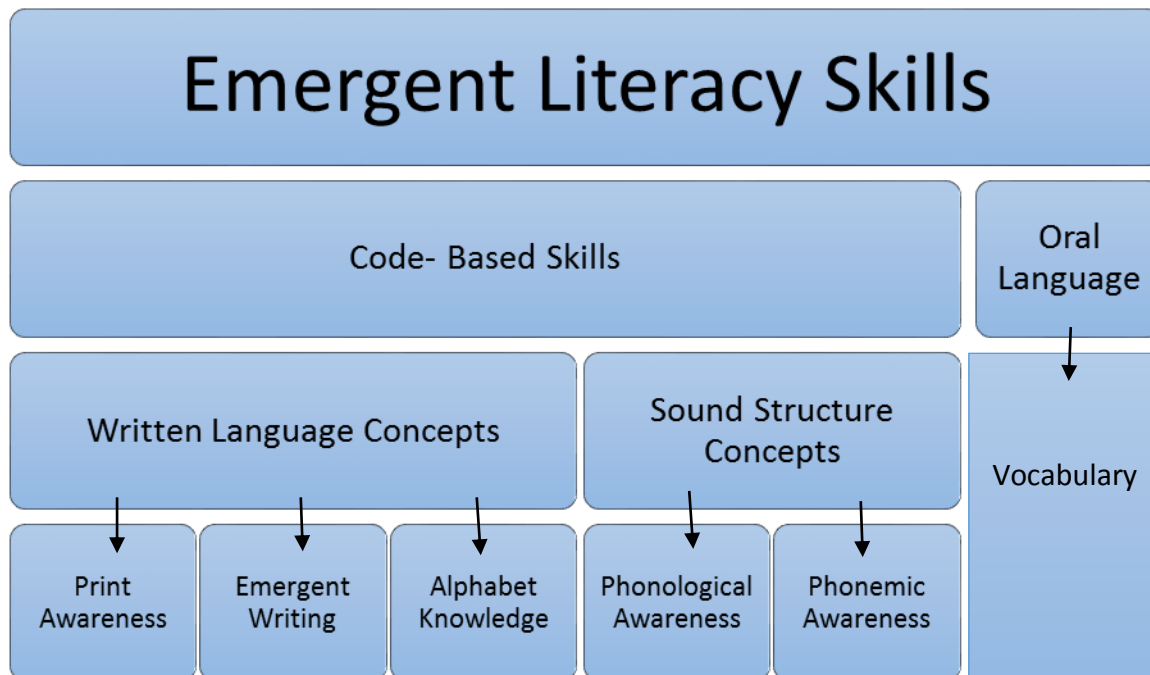 Emergent Literacy Skills
Code- Based Skills
Oral
Language
Written Language Concepts
Sound Structure
Concepts
Vocabulary
Print
Awareness
Emergent
Writing
Alphabet
Knowledge
Phonological
Awareness
Phonemic
Awareness